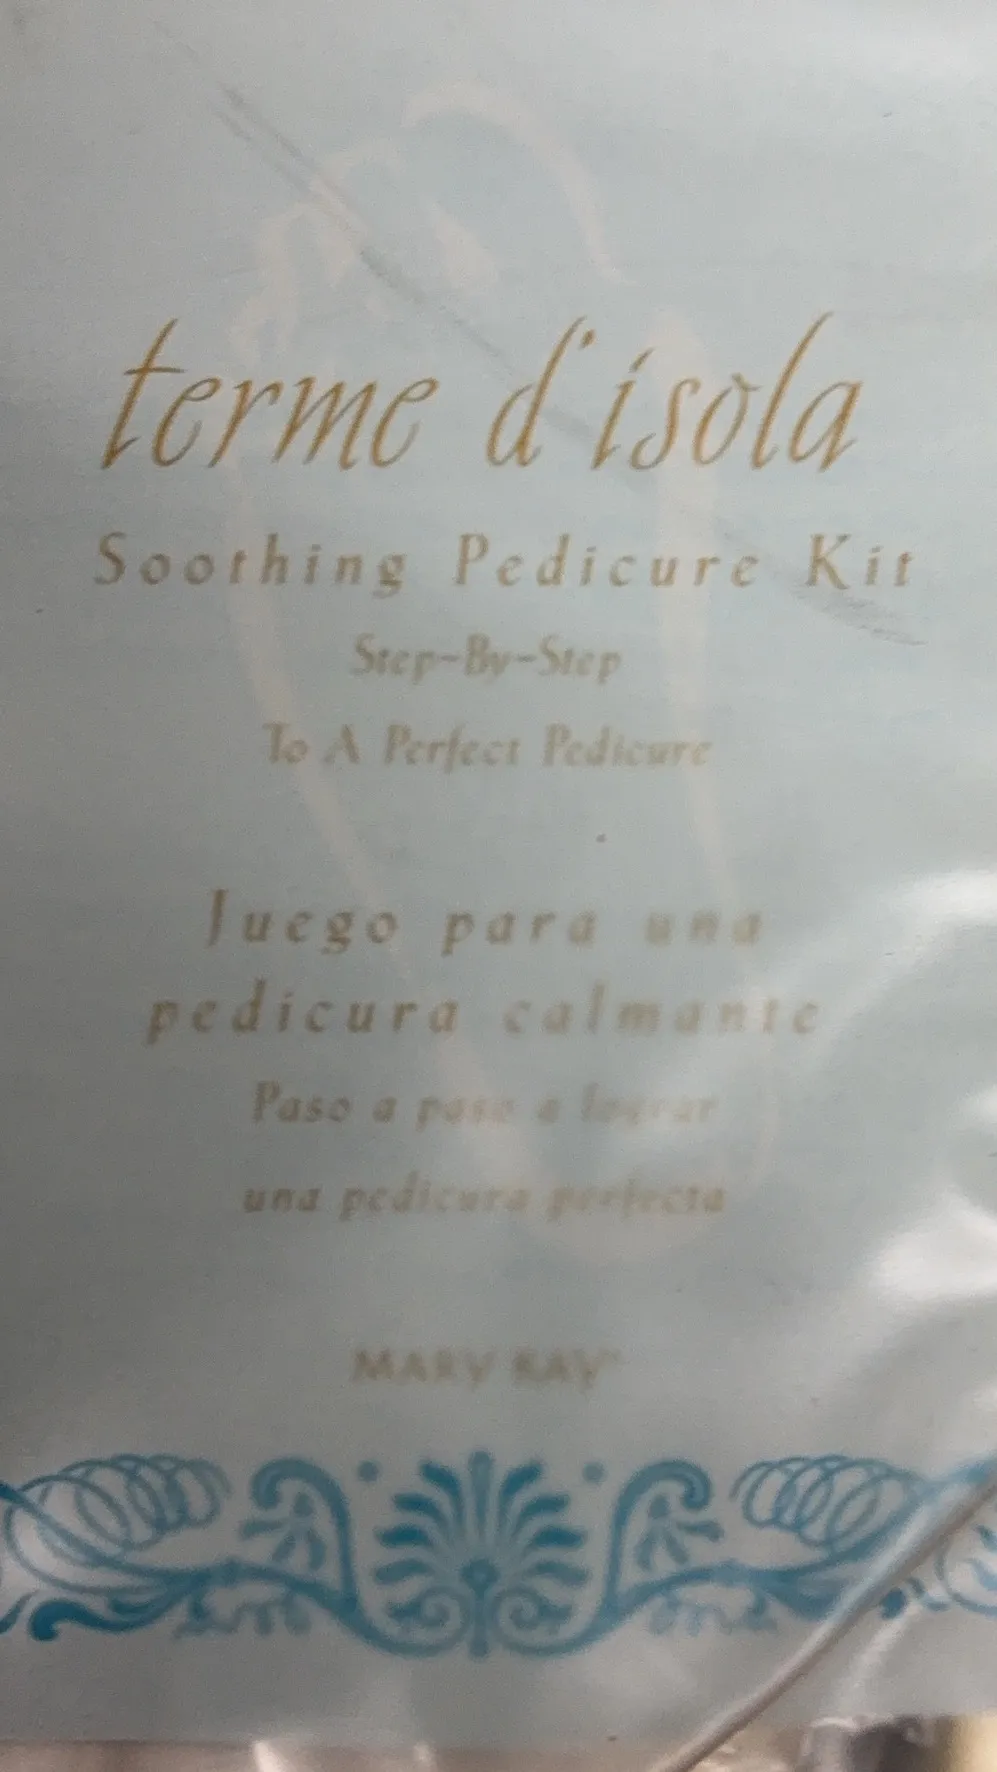 terme d'isola
Soothing Pedicure Kit
Step-By-Step
To A Perfect Pedicure
Juego para una
pedicura calmante
Paso a paso a lograr
una pedicura perfecta
MARY KAY®